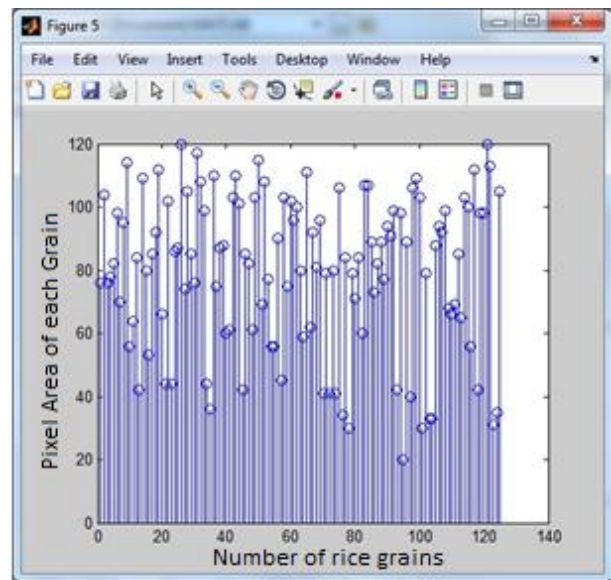 Figure 5
File Edit View Insert Tools Desktop Window Help
Pixel Area of each Grain
120
100
80
60
40
20
0
0 20 40 60 80 100 120 140
Number of rice grains